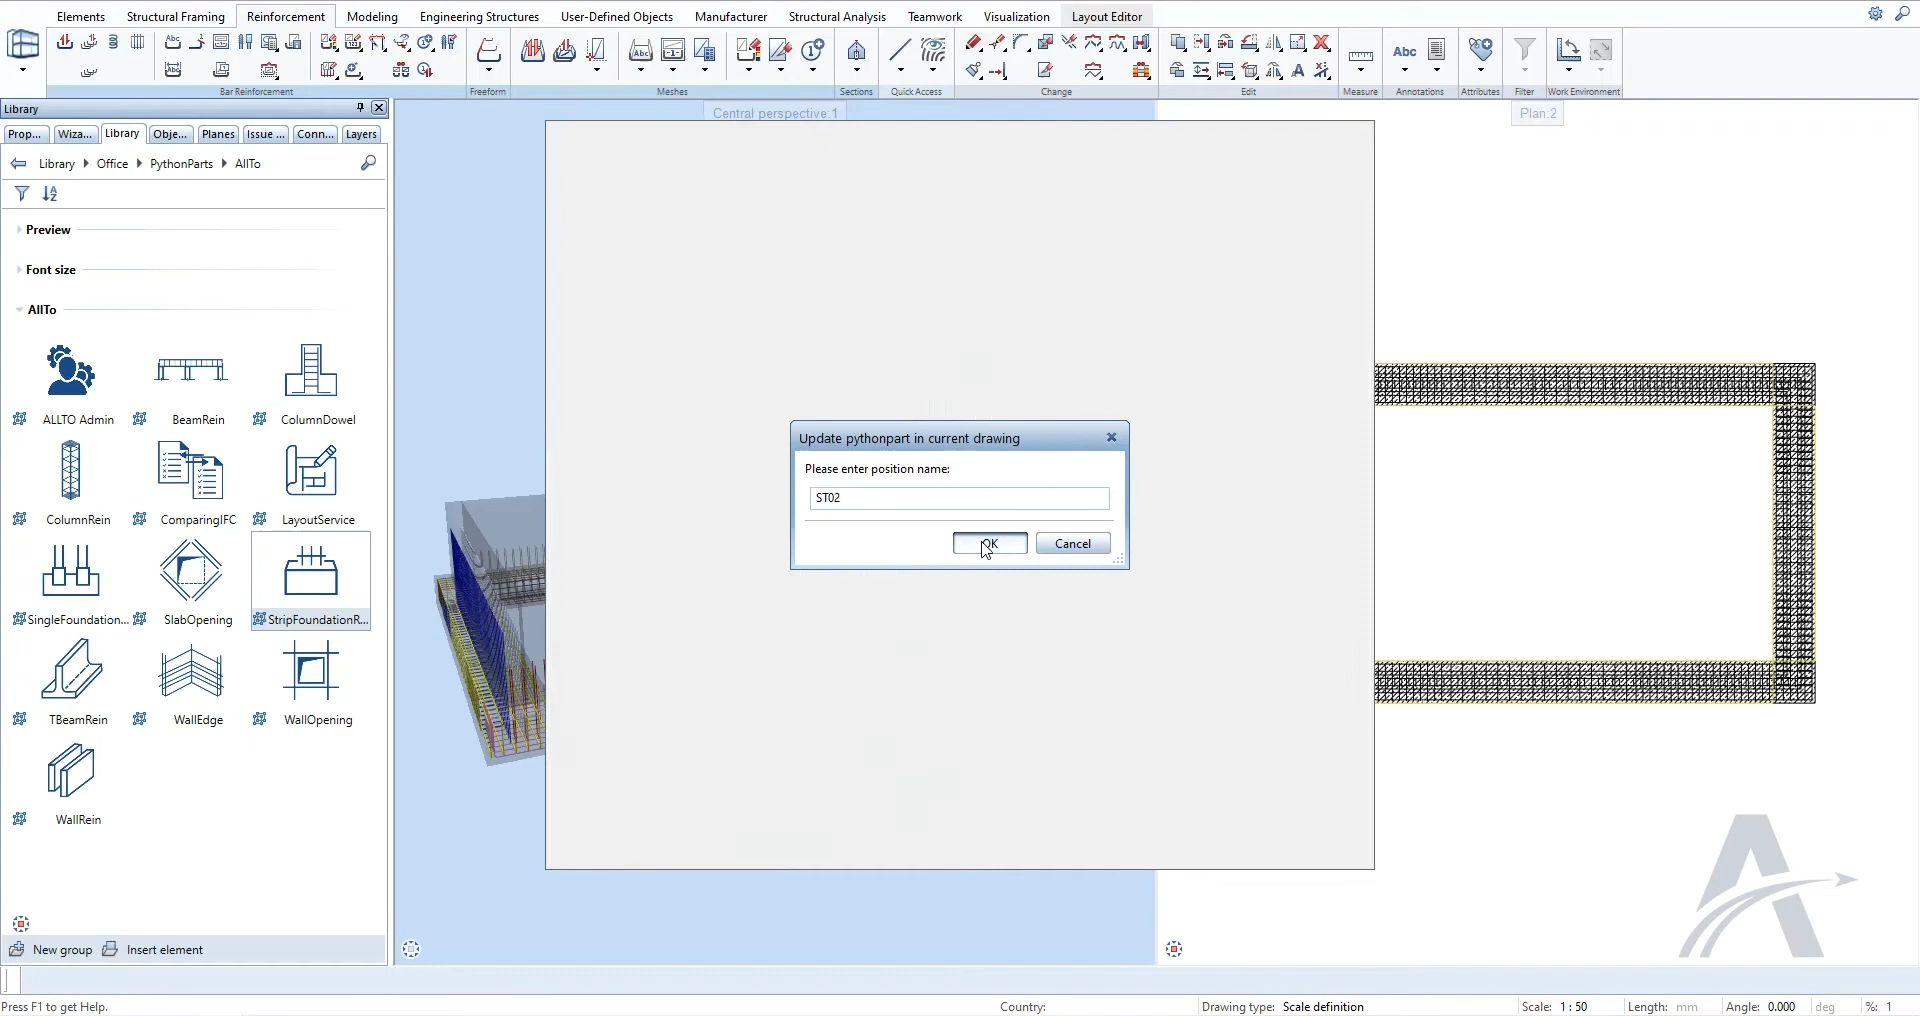 Elements Structural Framing Reinforcement Modeling Engineering Structures User-Defined Objects Manufacturer Structural Analysis Teamwork Visualization Layout Editor
Bar Reinforcement Freeform Meshes Sections Quick Access Change Edit Measure Annotations Attributes Filter Work Environment
Abc
Library
Prop... Wiza... Library Obje... Planes Issue ... Conn... Layers
Library Office PythonParts AllTo
Preview
Font size
AllTo
ALLTO Admin BeamRein ColumnDowel
ColumnRein ComparingIFC LayoutService
SingleFoundation... SlabOpening StripFoundationR...
TBeamRein WallEdge WallOpening
WallRein
New group Insert element
Central perspective:1
Plan:2
Update pythonpart in current drawing
Please enter position name:
ST02
OK Cancel
Press F1 to get Help. Country: Drawing type: Scale definition Scale: 1 : 50 Length: mm Angle: 0.000 deg %: 1